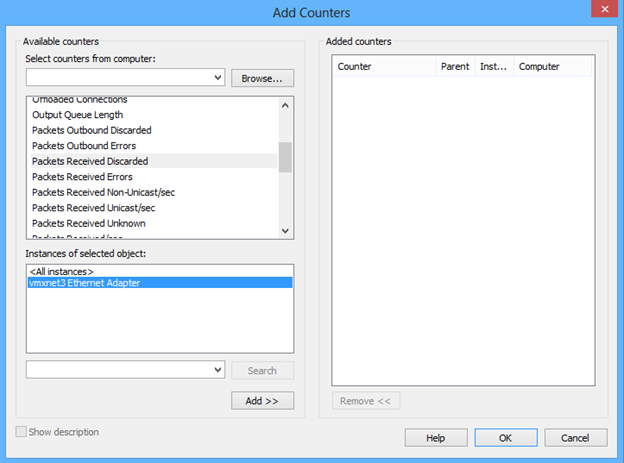 Add Counters
Available counters
Select counters from computer:
Browse...
Offloaded Connections
Output Queue Length
Packets Outbound Discarded
Packets Outbound Errors
Packets Received Discarded
Packets Received Errors
Packets Received Non-Unicast/sec
Packets Received Unicast/sec
Packets Received Unknown
Packets Received/sec
Instances of selected object:
<All instances>
vmxnet3 Ethernet Adapter
Search
Add >>
Show description
Added counters
Counter Parent Inst... Computer
Remove <<
Help OK Cancel